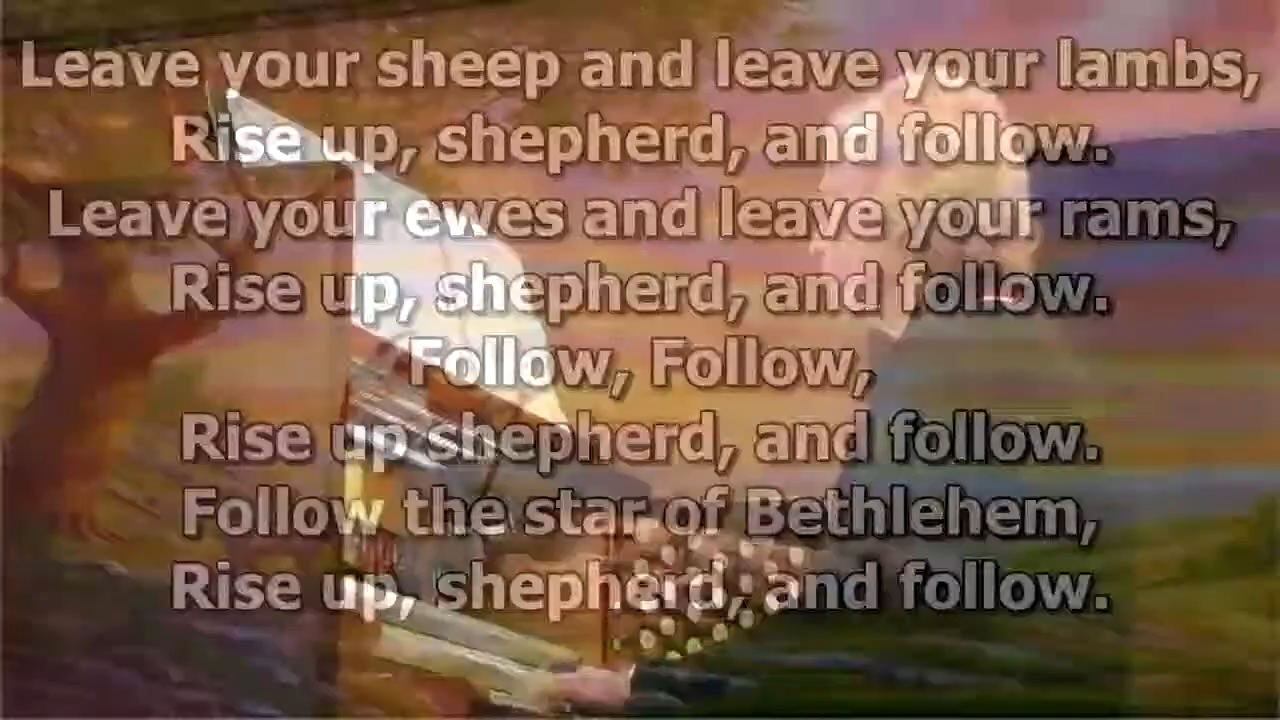 Leave your sheep and leave your lambs,
Rise up, shepherd, and follow.
Leave your ewes and leave your rams,
Rise up, shepherd, and follow.
Follow, Follow,
Rise up shepherd, and follow.
Follow the star of Bethlehem,
Rise up, shepherd, and follow.